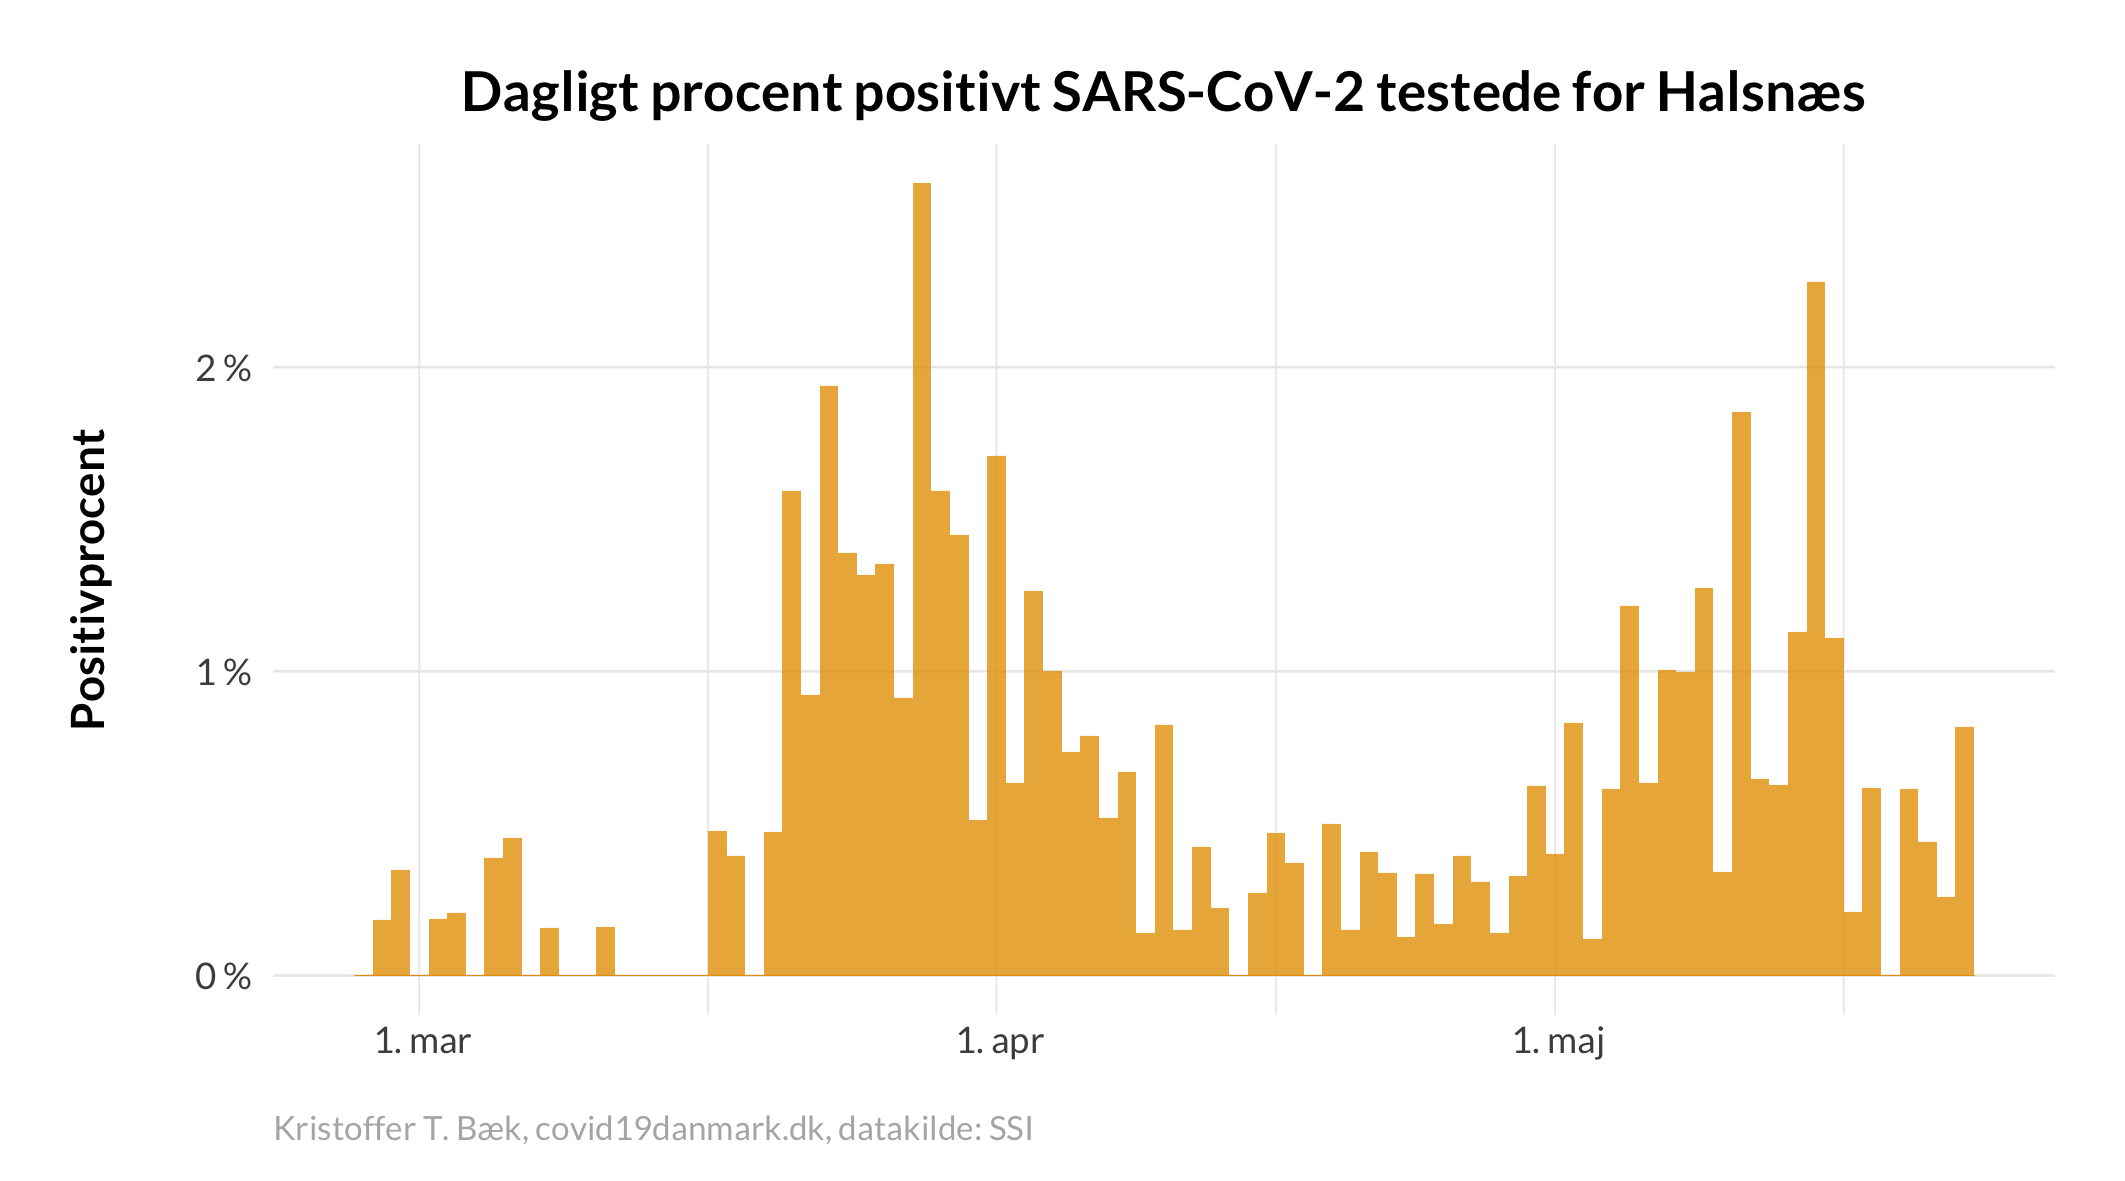 Dagligt procent positivt SARS-CoV-2 testede for Halsnæs
Positivprocent
2 %
1 %
0 %
1. mar
1. apr
1. maj
Kristoffer T. Bæk, covid19danmark.dk, datakilde: SSI